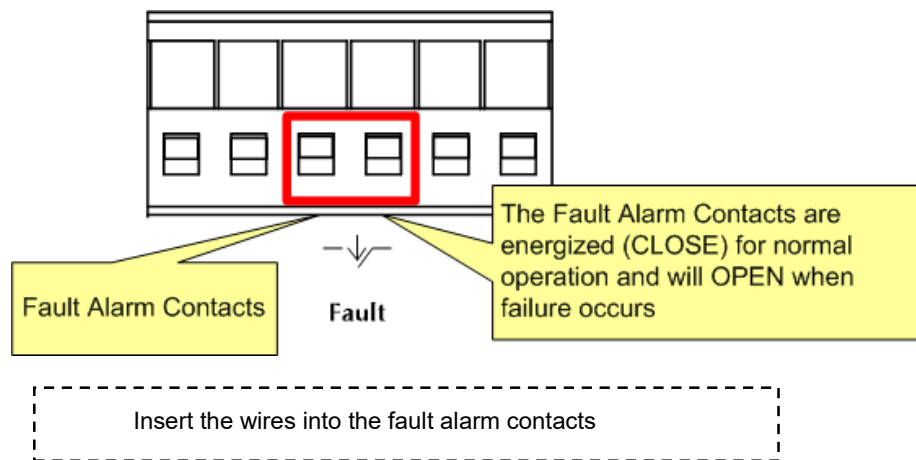 The Fault Alarm Contacts are
energized (CLOSE) for normal
operation and will OPEN when
failure occurs
Fault Alarm Contacts
Fault
Insert the wires into the fault alarm contacts